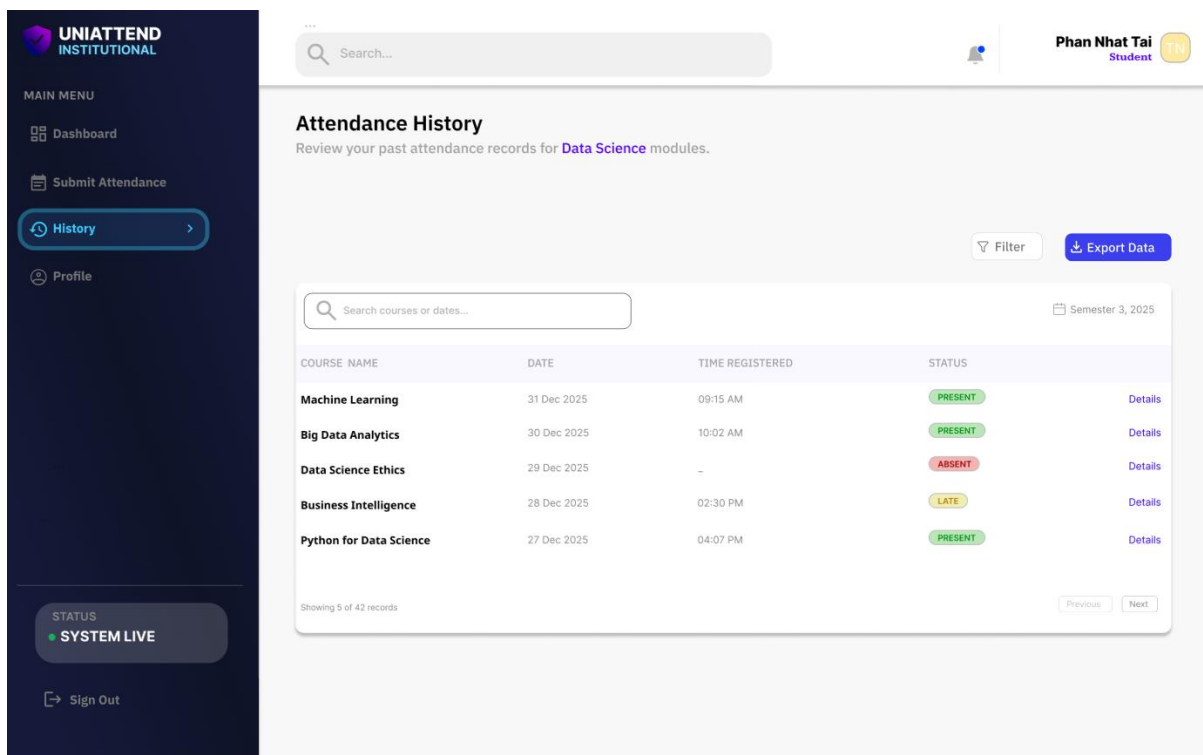 UNIATTEND
INSTITUTIONAL
MAIN MENU
Dashboard
Submit Attendance
History
Profile
STATUS
SYSTEM LIVE
Sign Out
...
Search...
Phan Nhat Tai
Student
TN
Attendance History
Review your past attendance records for Data Science modules.
Filter
Export Data
Search courses or dates...
Semester 3, 2025
COURSE NAME DATE TIME REGISTERED STATUS
Machine Learning 31 Dec 2025 09:15 AM PRESENT Details
Big Data Analytics 30 Dec 2025 10:02 AM PRESENT Details
Data Science Ethics 29 Dec 2025 – ABSENT Details
Business Intelligence 28 Dec 2025 02:30 PM LATE Details
Python for Data Science 27 Dec 2025 04:07 PM PRESENT Details
Showing 5 of 42 records
Previous Next